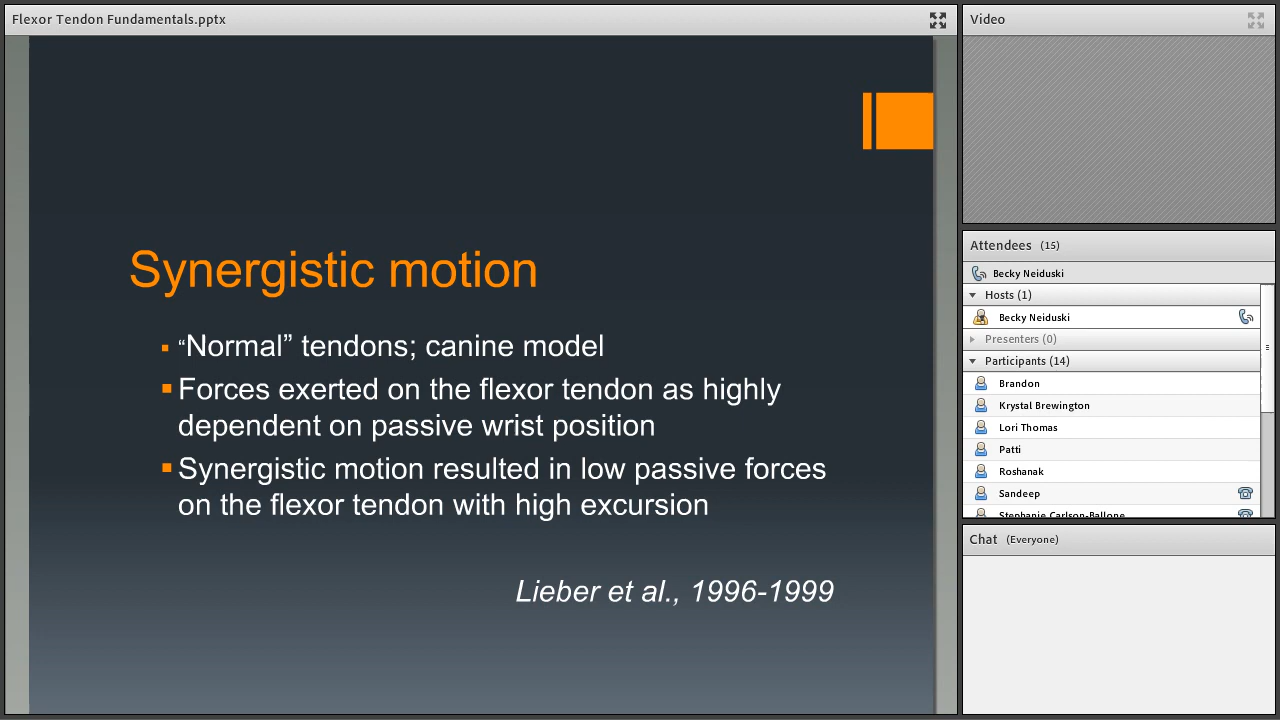 Flexor Tendon Fundamentals.pptx
Synergistic motion
“Normal” tendons; canine model
Forces exerted on the flexor tendon as highly
dependent on passive wrist position
Synergistic motion resulted in low passive forces
on the flexor tendon with high excursion
Lieber et al., 1996-1999
Video
Attendees (15)
Becky Neiduski
Hosts (1)
Becky Neiduski
Presenters (0)
Participants (14)
Brandon
Krystal Brewington
Lori Thomas
Patti
Roshanak
Sandeep
Stephanie Carlson-Ballone
Chat (Everyone)